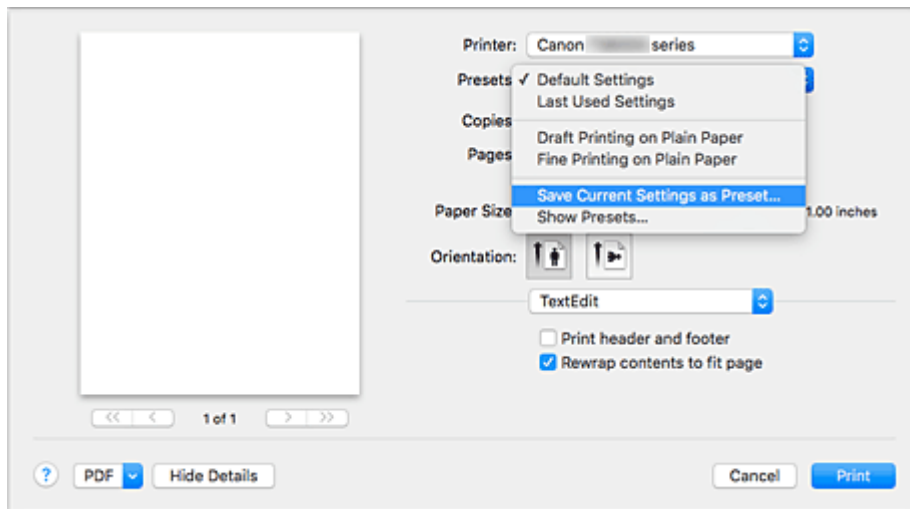 Printer: Canon series
Presets ✓ Default Settings
Last Used Settings
Copies
Draft Printing on Plain Paper
Pages
Fine Printing on Plain Paper
Save Current Settings as Preset...
Paper Size
1.00 inches
Show Presets...
Orientation:
TextEdit
Print header and footer
Rewrap contents to fit page
<< < 1 of 1 > >>
? PDF Hide Details Cancel Print